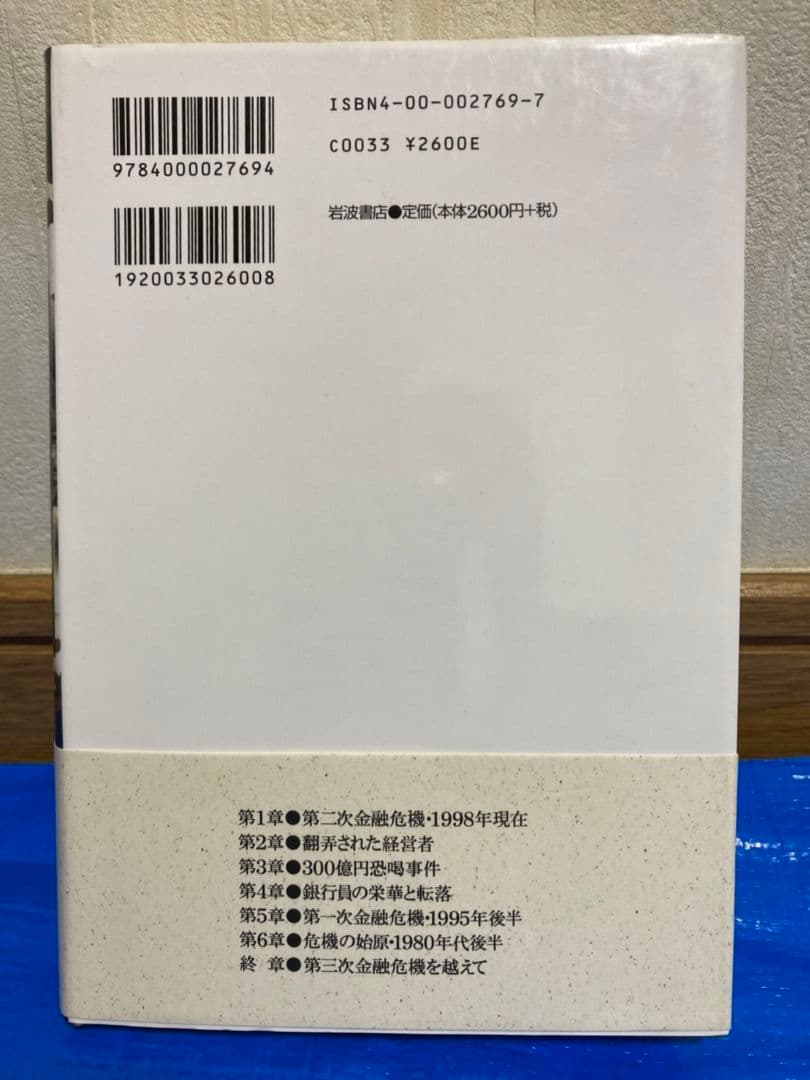 ISBN4-00-002769-7
C0033 ¥2600E
9784000027694
岩波書店●定価(本体2600円+税)
1920033026008
第1章●第二次金融危機・1998年現在
第2章●翻弄された経営者
第3章●300億円恐喝事件
第4章●銀行員の栄華と転落
第5章●第一次金融危機・1995年後半
第6章●危機の始原・1980年代後半
終 章●第三次金融危機を越えて